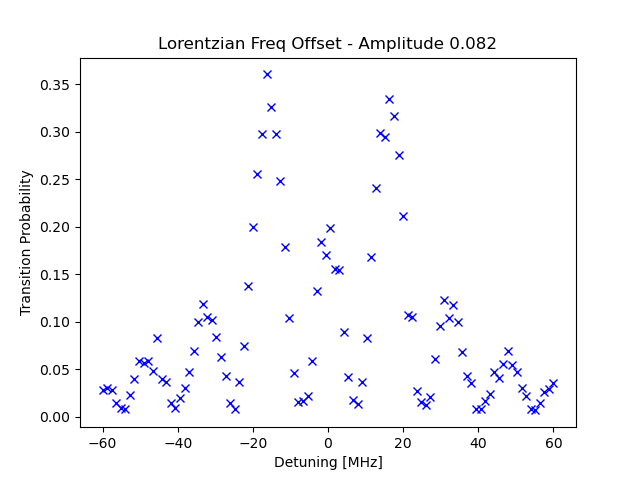 Lorentzian Freq Offset - Amplitude 0.082
0.35
0.30
0.25
0.20
0.15
0.10
0.05
0.00
Transition Probability
−60 −40 −20 0 20 40 60
Detuning [MHz]